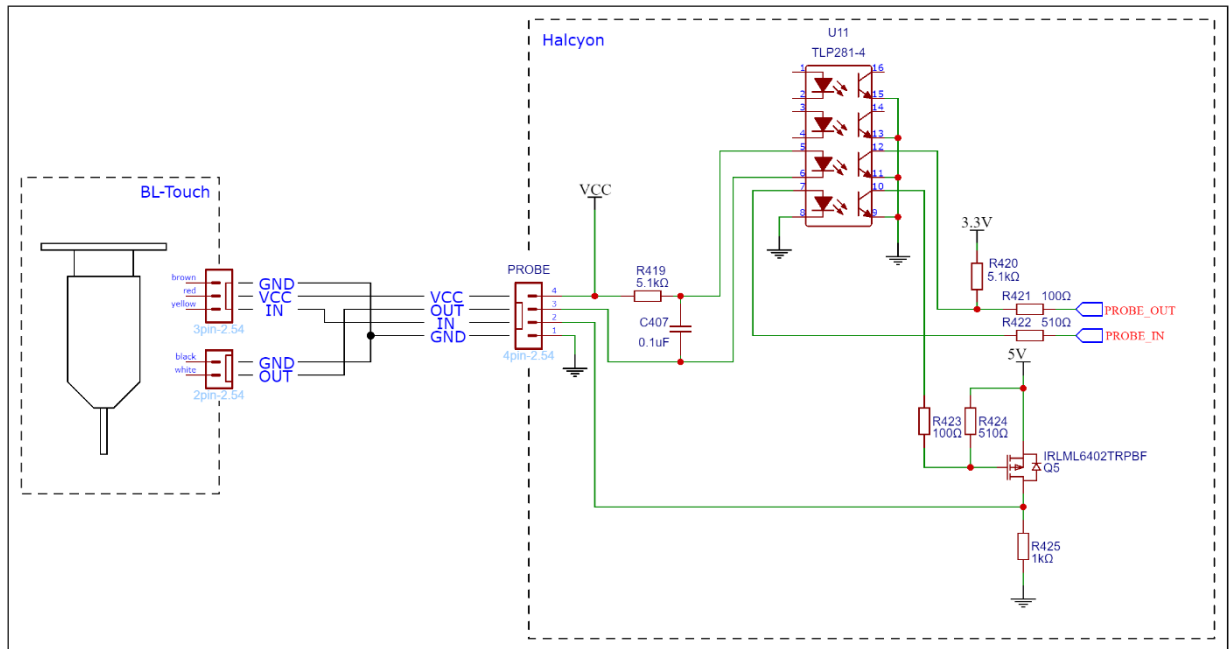 Halcyon
U11
TLP281-4
1
2
3
4
5
6
7
8
16
15
14
13
12
11
10
9
BL-Touch
brown
red
yellow
GND
VCC
IN
3pin-2.54
black
white
GND
OUT
2pin-2.54
VCC
OUT
IN
GND
PROBE
4
3
2
1
4pin-2.54
VCC
R419
5.1kΩ
C407
0.1uF
3.3V
R420
5.1kΩ
R421 100Ω
PROBE_OUT
R422 510Ω
PROBE_IN
5V
R423
100Ω
R424
510Ω
IRLML6402TRPBF
Q5
R425
1kΩ